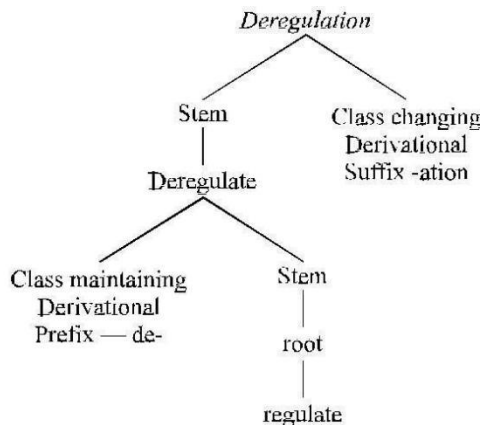 Deregulation
Stem
Class changing
Derivational
Suffix -ation
Deregulate
Class maintaining
Derivational
Prefix — de-
Stem
root
regulate